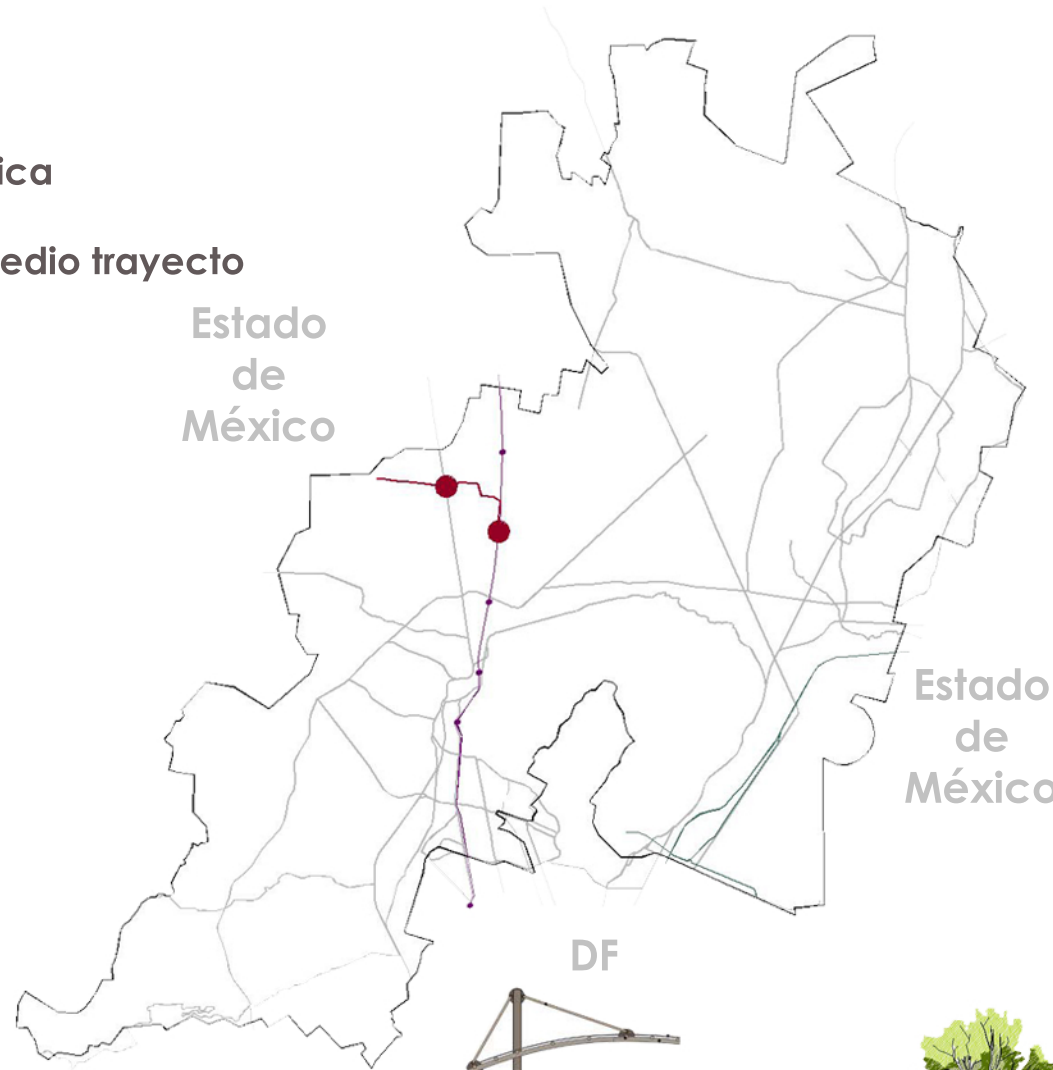 ica
edio trayecto
Estado
de
México
Estado
de
México
DF